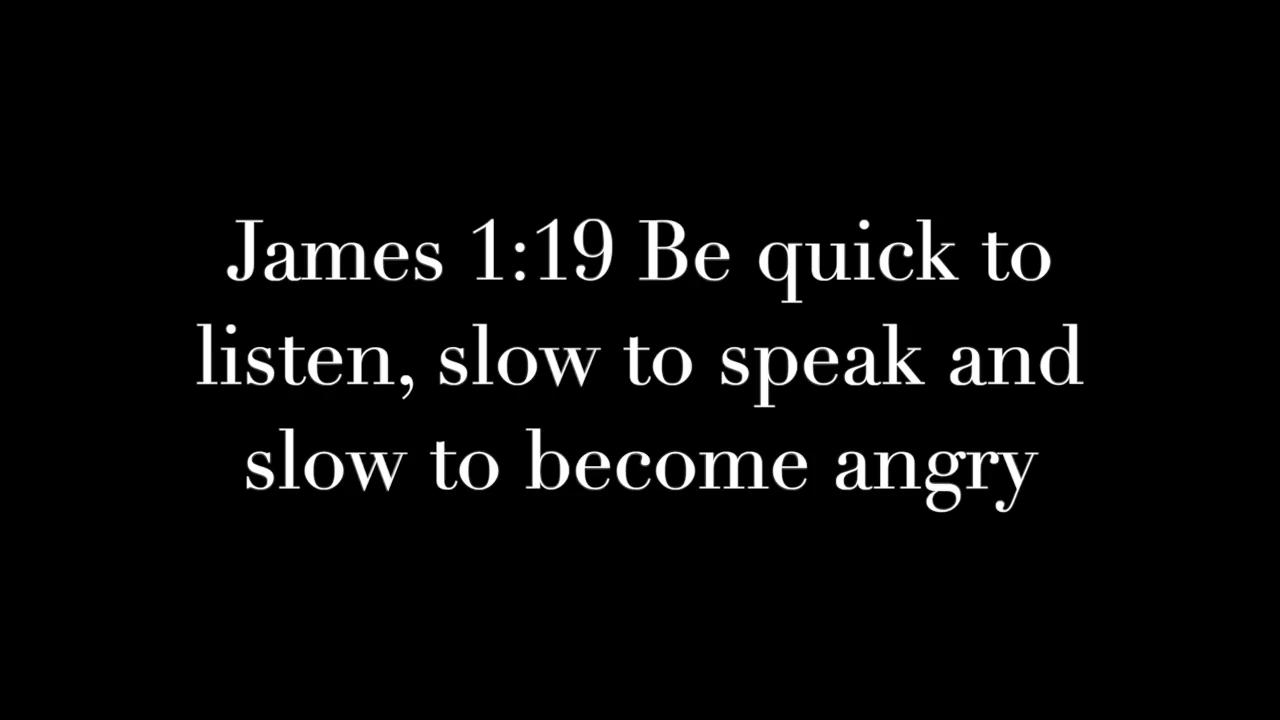 James 1:19 Be quick to
listen, slow to speak and
slow to become angry